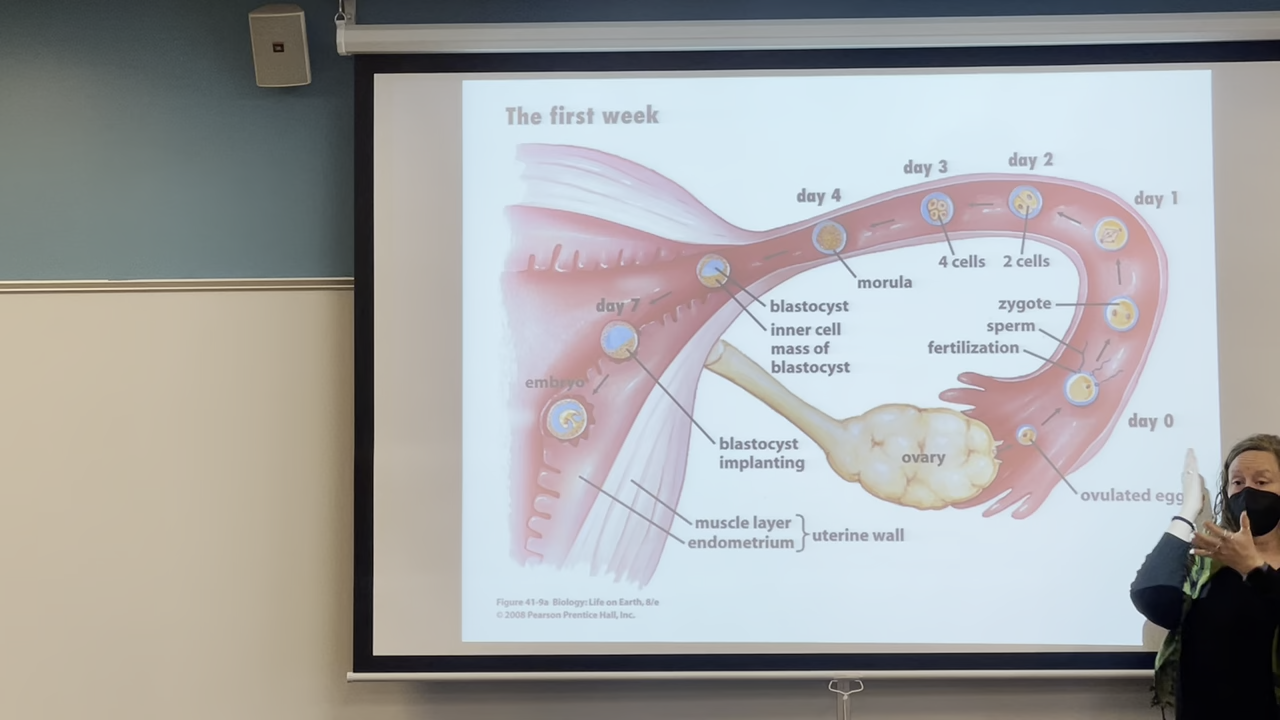 The first week
day 4
day 3
day 2
day 1
4 cells
2 cells
morula
zygote
sperm
fertilization
blastocyst
inner cell
mass of
blastocyst
day 7
embryo
day 0
blastocyst
implanting
ovary
ovulated egg
muscle layer
endometrium
uterine wall
Figure 41-9a Biology: Life on Earth, 8/e
© 2008 Pearson Prentice Hall, Inc.